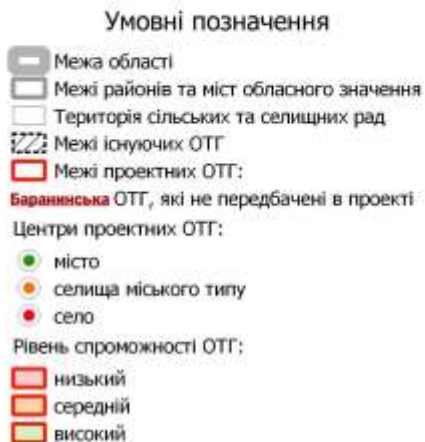 Умовні позначення
Межа області
Межі районів та міст обласного значення
Територія сільських та селищних рад
Межі існуючих ОТГ
Межі проектних ОТГ:
Баранинська ОТГ, які не передбачені в проекті
Центри проектних ОТГ:
місто
селища міського типу
село
Рівень спроможності ОТГ:
низький
середній
високий